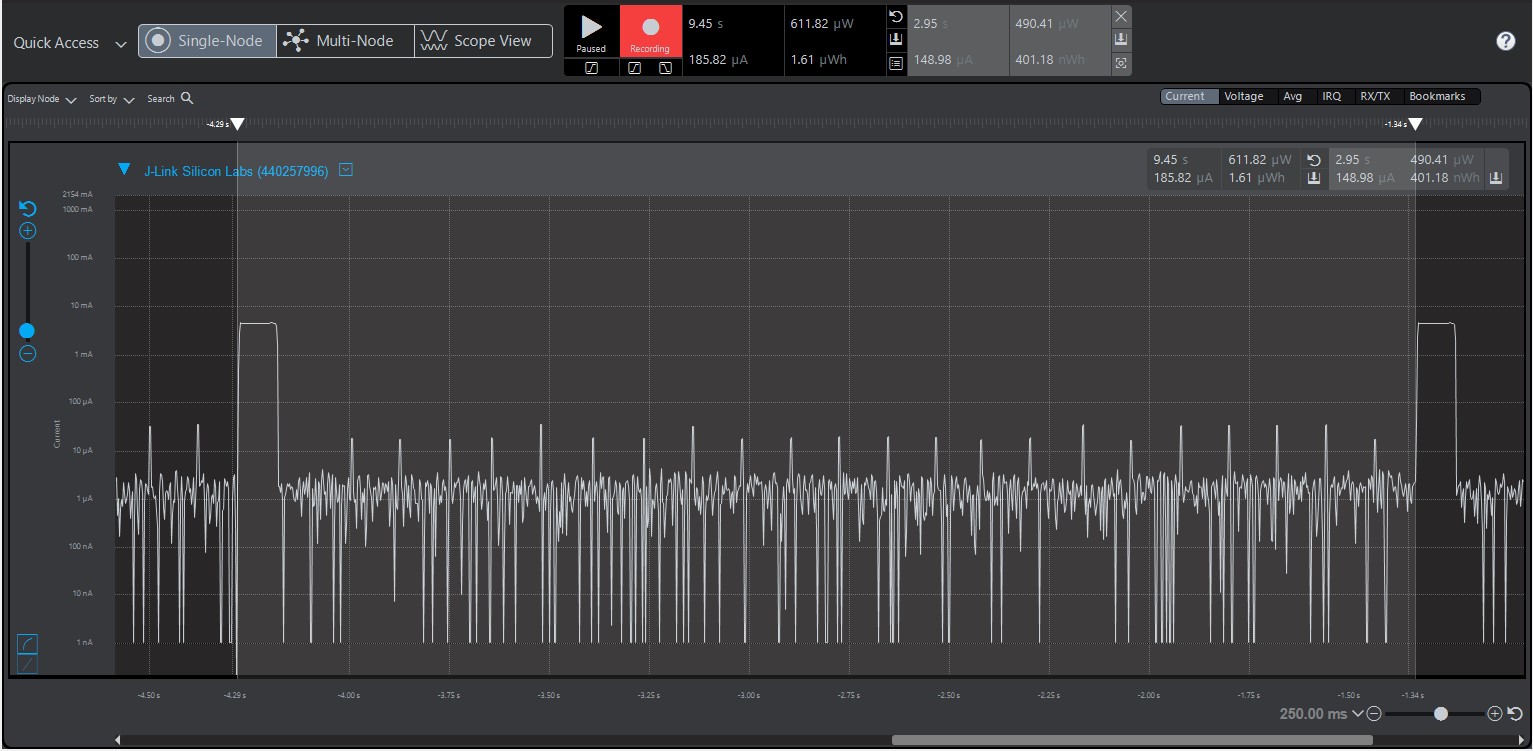 Quick Access
Single-Node
Multi-Node
Scope View
Paused
Recording
9.45 s
611.82 µW
185.82 µA
1.61 µWh
2.95 s
490.41 µW
148.98 µA
401.18 nWh
?
Display Node
Sort by
Search
Current
Voltage
Avg
IRQ
RX/TX
Bookmarks
-4.29 s
-1.34 s
J-Link Silicon Labs (440257996)
9.45 s
611.82 µW
2.95 s
490.41 µW
185.82 µA
1.61 µWh
148.98 µA
401.18 nWh
2154 mA
1000 mA
100 mA
10 mA
1 mA
100 µA
10 µA
1 µA
100 nA
10 nA
1 nA
Current
-4.50 s
-4.29 s
-4.00 s
-3.75 s
-3.50 s
-3.25 s
-3.00 s
-2.75 s
-2.50 s
-2.25 s
-2.00 s
-1.75 s
-1.50 s
-1.34 s
250.00 ms